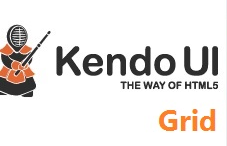 Kendo UI
THE WAY OF HTML5
Grid